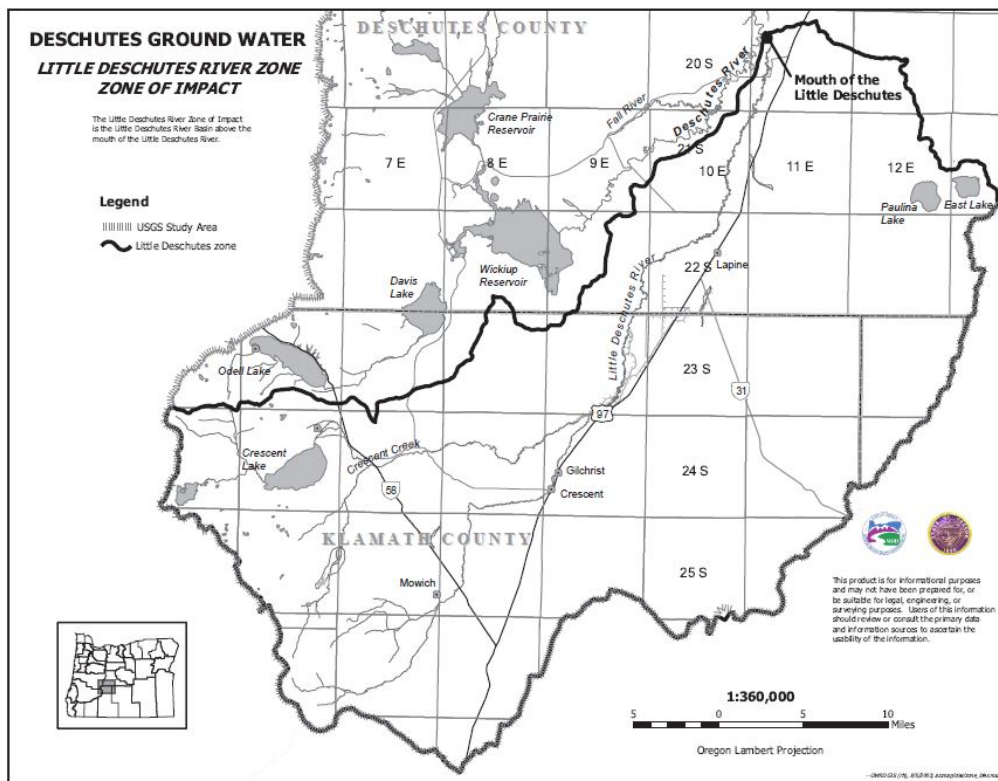 DESCHUTES GROUND WATER
LITTLE DESCHUTES RIVER ZONE
ZONE OF IMPACT
The Little Deschutes River Zone of Impact
is the Little Deschutes River Basin above the
mouth of the Little Deschutes River.
Legend
USGS Study Area
Little Deschutes zone
DESCHUTES COUNTY
20 S
Mouth of the
Little Deschutes
Fall River
Deschutes River
Crane Prairie
Reservoir
21 S
7 E
8 E
9 E
10 E
11 E
12 E
Paulina
Lake
East Lake
Wickiup
Reservoir
Davis
Lake
22 S
Lapine
Little Deschutes River
Odell Lake
23 S
31
97
Crescent
Lake
Crescent Creek
58
Gilchrist
Crescent
24 S
KLAMATH COUNTY
25 S
Mowich
This product is for informational purposes
and may not have been prepared for, or
be suitable for legal, engineering, or
surveying purposes. Users of this information
should review or consult the primary data
and information sources to ascertain the
usability of the information.
1:360,000
5 0 5 10
Miles
Oregon Lambert Projection